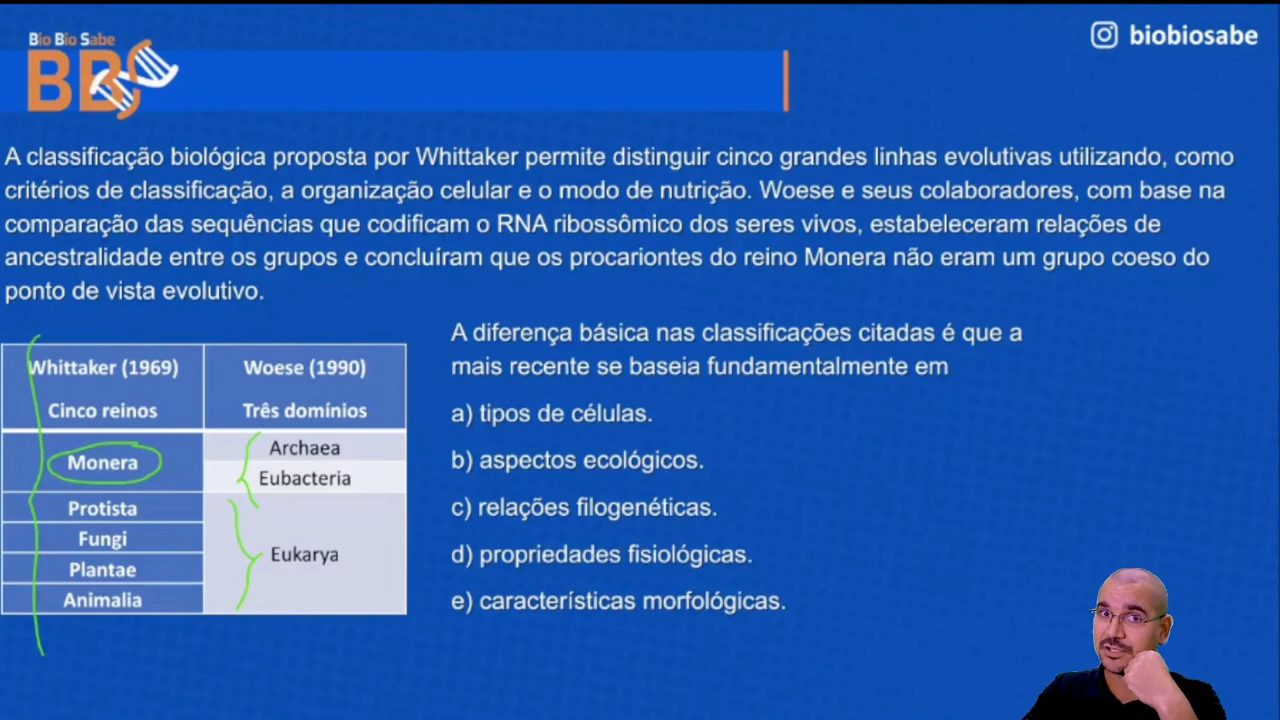 Bio Bio Sabe
BBS
biobiosabe
A classificação biológica proposta por Whittaker permite distinguir cinco grandes linhas evolutivas utilizando, como
critérios de classificação, a organização celular e o modo de nutrição. Woese e seus colaboradores, com base na
comparação das sequências que codificam o RNA ribossômico dos seres vivos, estabeleceram relações de
ancestralidade entre os grupos e concluíram que os procariontes do reino Monera não eram um grupo coeso do
ponto de vista evolutivo.
Whittaker (1969) Woese (1990)
Cinco reinos Três domínios
Monera Archaea
Eubacteria
Protista
Fungi
Plantae
Animalia
Eukarya
A diferença básica nas classificações citadas é que a
mais recente se baseia fundamentalmente em
a) tipos de células.
b) aspectos ecológicos.
c) relações filogenéticas.
d) propriedades fisiológicas.
e) características morfológicas.